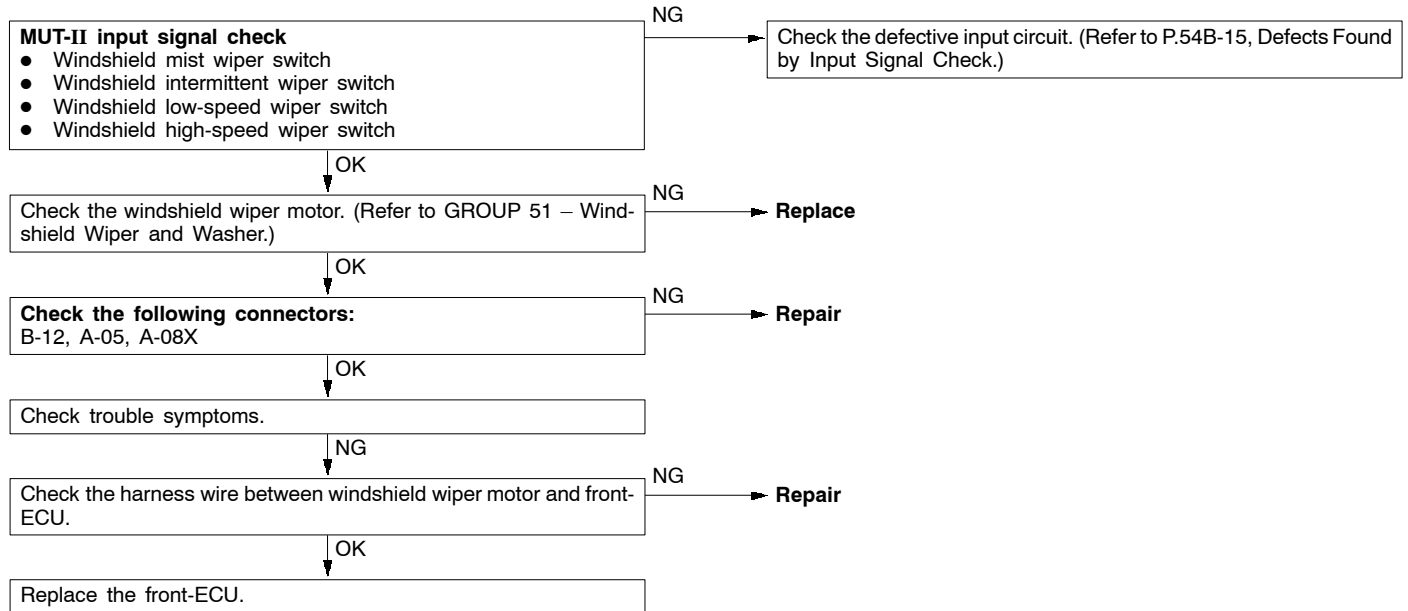 NG
MUT-II input signal check
● Windshield mist wiper switch
● Windshield intermittent wiper switch
● Windshield low-speed wiper switch
● Windshield high-speed wiper switch
Check the defective input circuit. (Refer to P.54B-15, Defects Found
by Input Signal Check.)
OK
NG
Check the windshield wiper motor. (Refer to GROUP 51 – Wind-
shield Wiper and Washer.)
Replace
OK
NG
Check the following connectors:
B-12, A-05, A-08X
Repair
OK
Check trouble symptoms.
NG
NG
Check the harness wire between windshield wiper motor and front-
ECU.
Repair
OK
Replace the front-ECU.